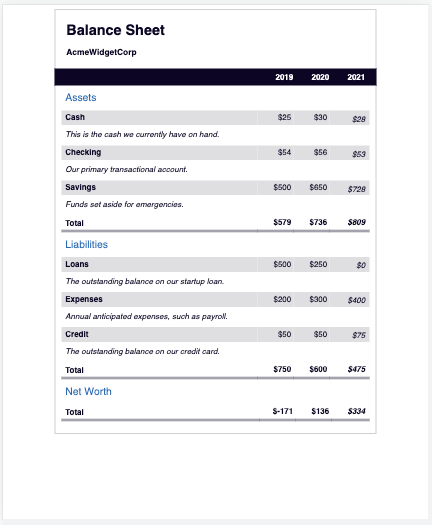 Balance Sheet
AcmeWidgetCorp
2019 2020 2021
Assets
Cash $25 $30 $28
This is the cash we currently have on hand.
Checking $54 $56 $53
Our primary transactional account.
Savings $500 $650 $728
Funds set aside for emergencies.
Total $579 $736 $809
Liabilities
Loans $500 $250 $0
The outstanding balance on our startup loan.
Expenses $200 $300 $400
Annual anticipated expenses, such as payroll.
Credit $50 $50 $75
The outstanding balance on our credit card.
Total $750 $600 $475
Net Worth
Total $-171 $136 $334